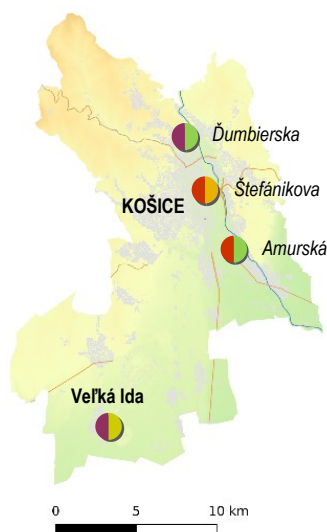 Ďumbierska
Štefánikova
KOŠICE
Amurská
Veľká Ida
0 5 10 km